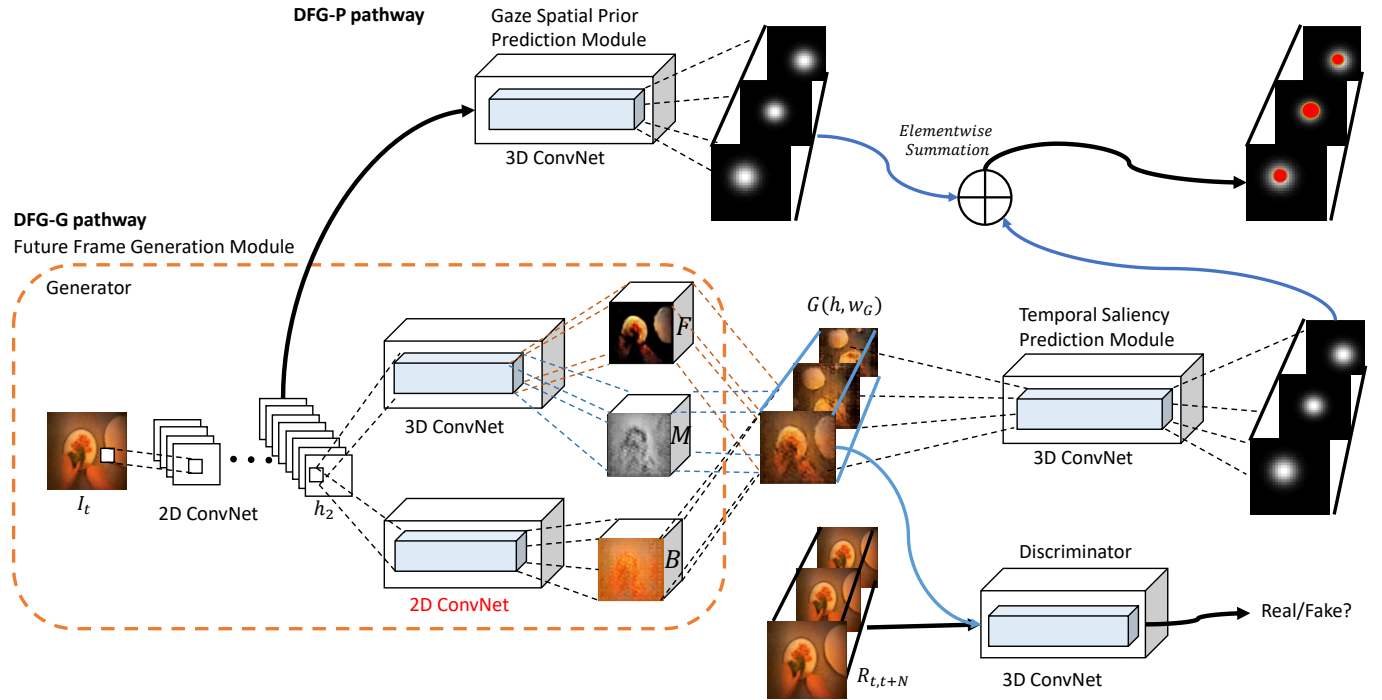 DFG-P pathway
Gaze Spatial Prior
Prediction Module
3D ConvNet
Elementwise
Summation
DFG-G pathway
Future Frame Generation Module
Generator
I_t
2D ConvNet
h_2
3D ConvNet
F
M
2D ConvNet
B
G(h, w_G)
Temporal Saliency
Prediction Module
3D ConvNet
R_{t,t+N}
Discriminator
3D ConvNet
Real/Fake?